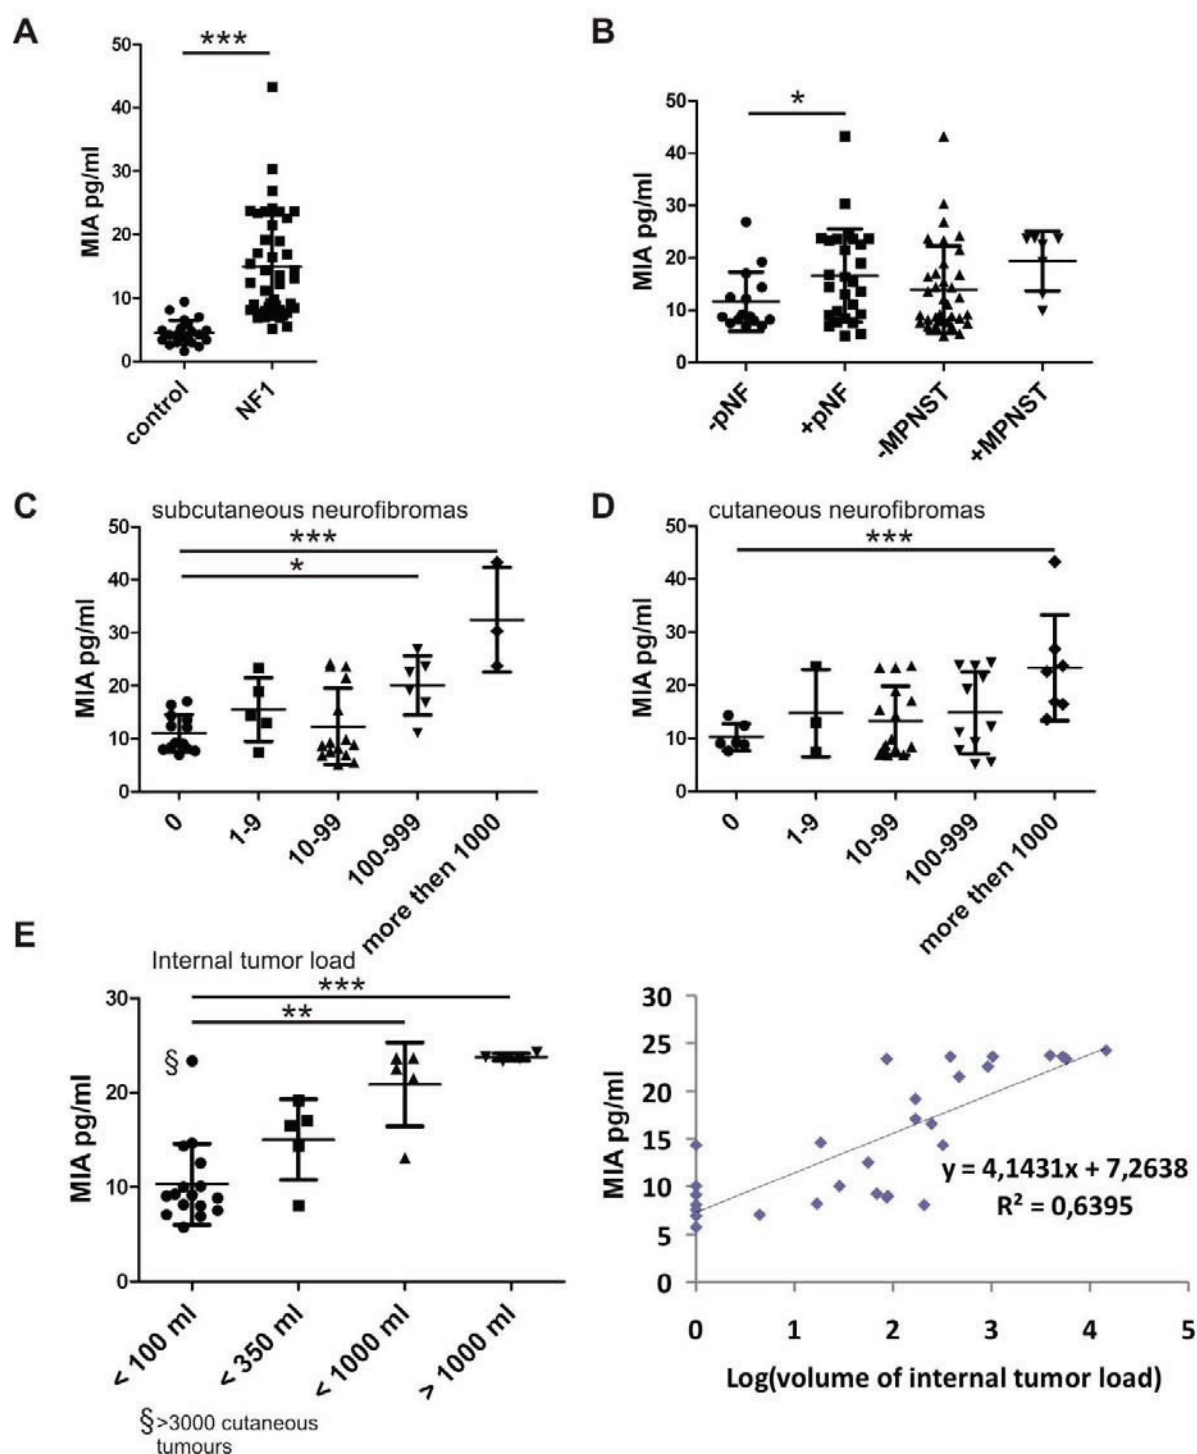 A
***
50
40
30
20
10
0
MIA pg/ml
control
NF1
B
*
50
40
30
20
10
0
MIA pg/ml
-pNF
+pNF
-MPNST
+MPNST
C
subcutaneous neurofibromas
***
*
50
40
30
20
10
0
MIA pg/ml
0
1-9
10-99
100-999
more then 1000
D
cutaneous neurofibromas
***
50
40
30
20
10
0
MIA pg/ml
0
1-9
10-99
100-999
more then 1000
E
Internal tumor load
***
**
§
30
20
10
0
MIA pg/ml
< 100 ml
< 350 ml
< 1000 ml
> 1000 ml
§>3000 cutaneous
tumours
30
25
20
15
10
5
0
MIA pg/ml
y = 4,1431x + 7,2638
R² = 0,6395
0 1 2 3 4 5
Log(volume of internal tumor load)